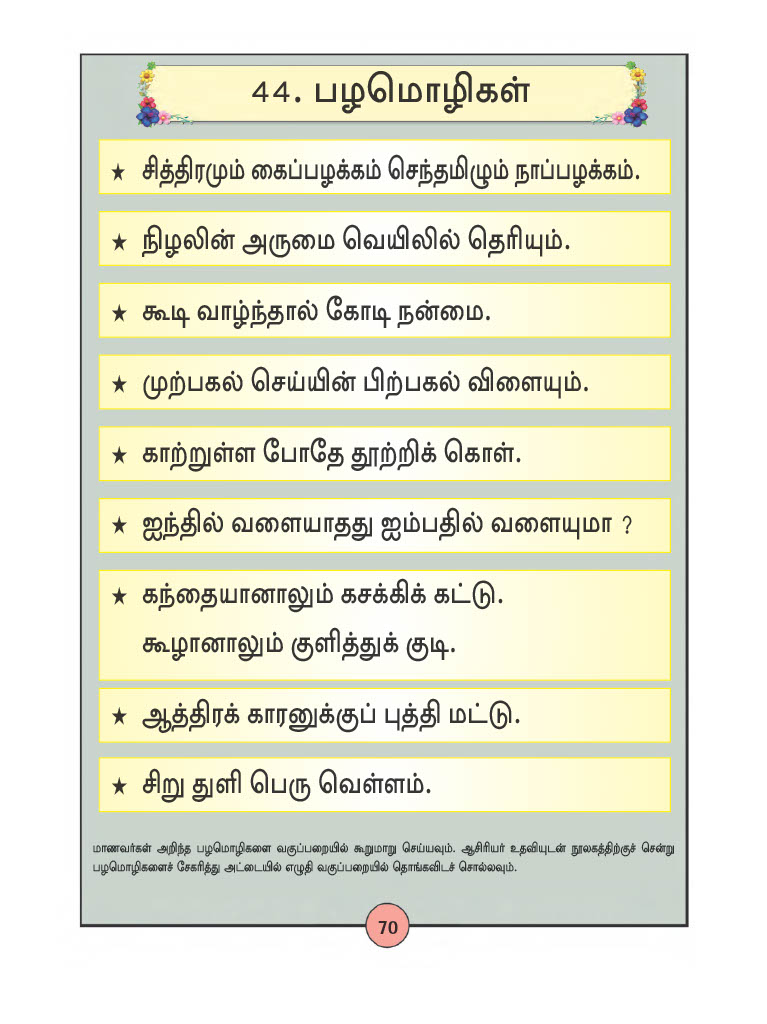 44. பழமொழிகள்
★ சித்திரமும் கைப்பழக்கம் செந்தமிழும் நாப்பழக்கம்.
★ நிழலின் அருமை வெயிலில் தெரியும்.
★ கூடி வாழ்ந்தால் கோடி நன்மை.
★ முற்பகல் செய்யின் பிற்பகல் விளையும்.
★ காற்றுள்ள போதே தூற்றிக் கொள்.
★ ஐந்தில் வளையாதது ஐம்பதில் வளையுமா ?
★ கந்தையானாலும் கசக்கிக் கட்டு.
கூழானாலும் குளித்துக் குடி.
★ ஆத்திரக் காரனுக்குப் புத்தி மட்டு.
★ சிறு துளி பெரு வெள்ளம்.
மாணவர்கள் அறிந்த பழமொழிகளை வகுப்பறையில் கூறுமாறு செய்யவும். ஆசிரியர் உதவியுடன் நூலகத்திற்குச் சென்று
பழமொழிகளைச் சேகரித்து அட்டையில் எழுதி வகுப்பறையில் தொங்கவிடச் சொல்லவும்.
70